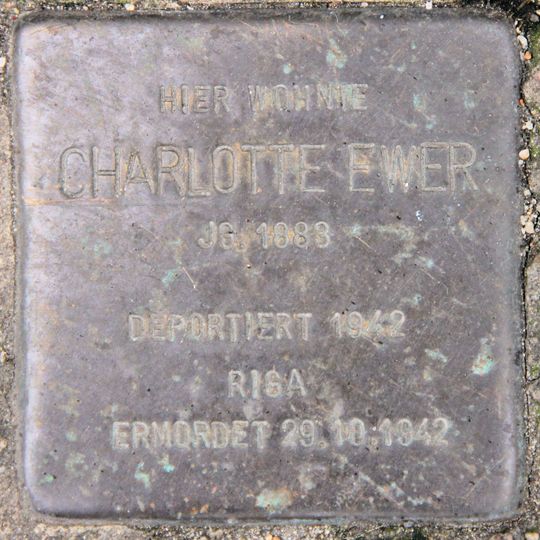 HIER WOHNTE
CHARLOTTE EWER
JG. 1883
DEPORTIERT 1942
RIGA
ERMORDET 29.10.1942